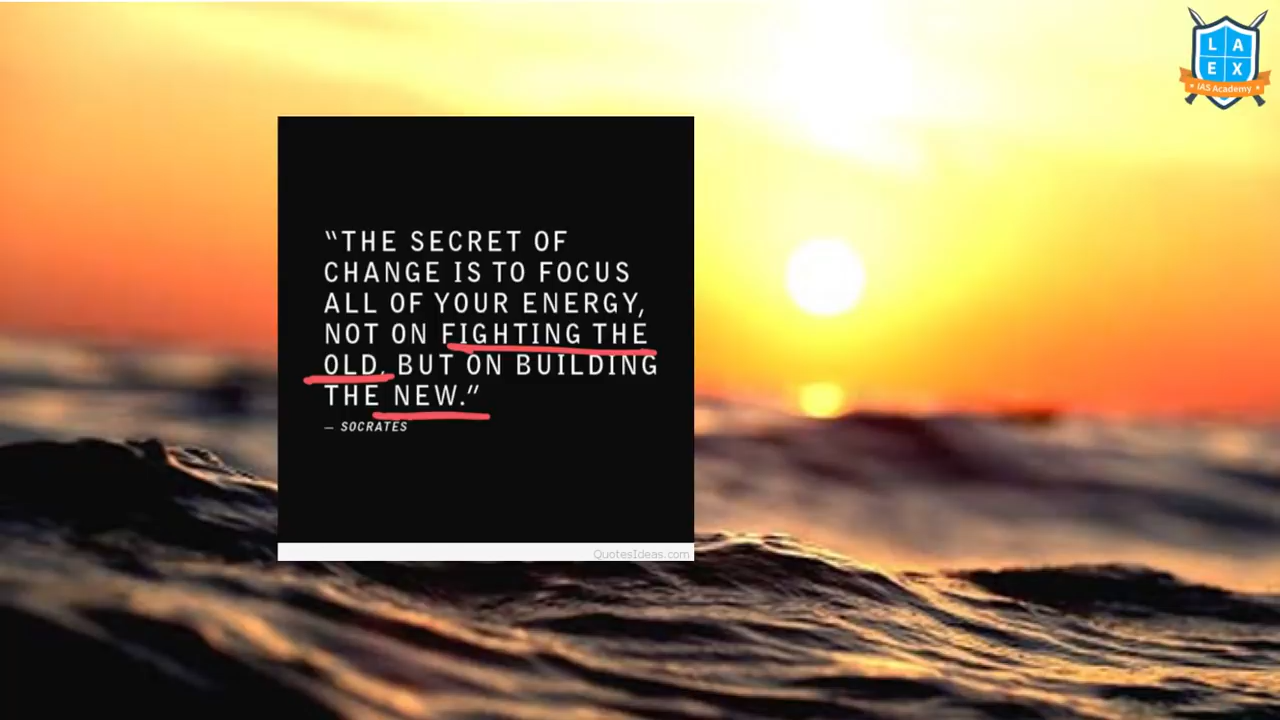 L A
E X
IAS Academy
“THE SECRET OF
CHANGE IS TO FOCUS
ALL OF YOUR ENERGY,
NOT ON FIGHTING THE
OLD, BUT ON BUILDING
THE NEW.”
— SOCRATES
QuotesIdeas.com